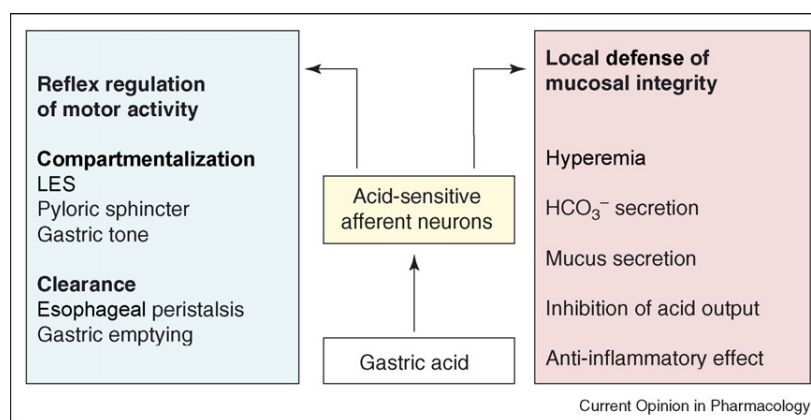 Reflex regulation
of motor activity
Compartmentalization
LES
Pyloric sphincter
Gastric tone
Clearance
Esophageal peristalsis
Gastric emptying
Acid-sensitive
afferent neurons
Gastric acid
Local defense of
mucosal integrity
Hyperemia
HCO₃⁻ secretion
Mucus secretion
Inhibition of acid output
Anti-inflammatory effect
Current Opinion in Pharmacology